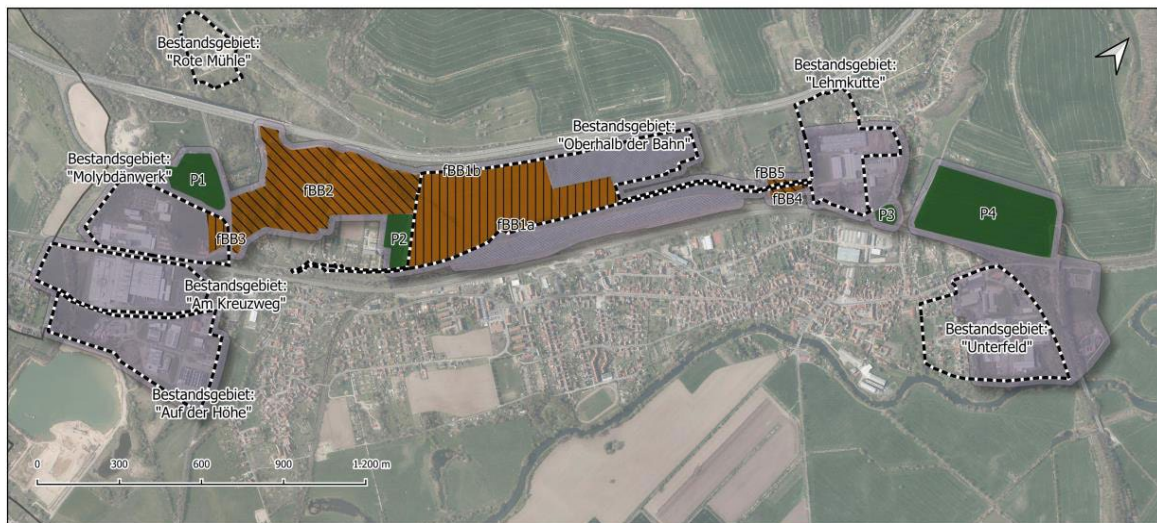 Bestandsgebiet:
"Rote Mühle"
Bestandsgebiet:
"Lehmkutte"
Bestandsgebiet:
"Oberhalb der Bahn"
Bestandsgebiet:
"Molybdänwerk"
P1
fBB1b
fBB5
fBB2
fBB4
P3
P4
fBB1a
P2
fBB3
Bestandsgebiet:
"Am Kreuzweg"
Bestandsgebiet:
"Unterfeld"
Bestandsgebiet:
"Auf der Höhe"
0 300 600 900 1.200 m